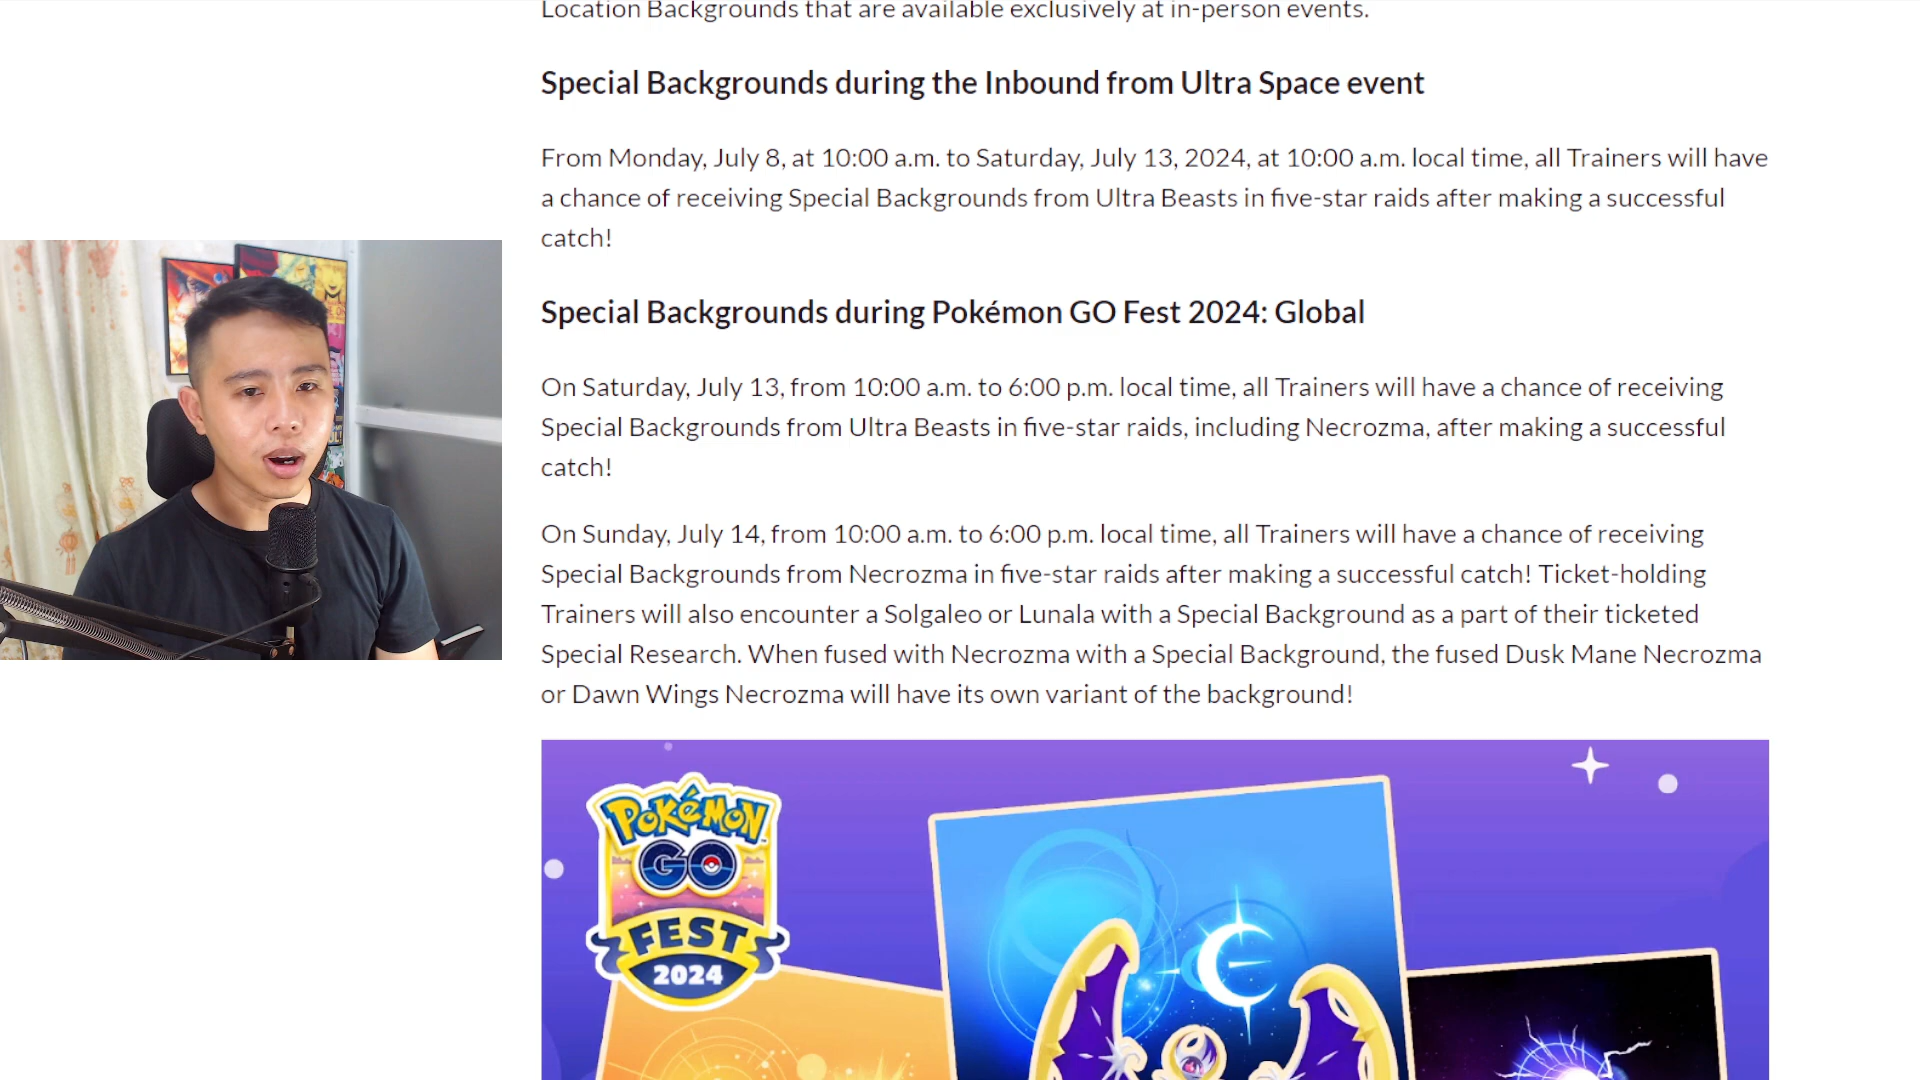 Location Backgrounds that are available exclusively at in-person events.
Special Backgrounds during the Inbound from Ultra Space event
From Monday, July 8, at 10:00 a.m. to Saturday, July 13, 2024, at 10:00 a.m. local time, all Trainers will have
a chance of receiving Special Backgrounds from Ultra Beasts in five-star raids after making a successful
catch!
Special Backgrounds during Pokémon GO Fest 2024: Global
On Saturday, July 13, from 10:00 a.m. to 6:00 p.m. local time, all Trainers will have a chance of receiving
Special Backgrounds from Ultra Beasts in five-star raids, including Necrozma, after making a successful
catch!
On Sunday, July 14, from 10:00 a.m. to 6:00 p.m. local time, all Trainers will have a chance of receiving
Special Backgrounds from Necrozma in five-star raids after making a successful catch! Ticket-holding
Trainers will also encounter a Solgaleo or Lunala with a Special Background as a part of their ticketed
Special Research. When fused with Necrozma with a Special Background, the fused Dusk Mane Necrozma
or Dawn Wings Necrozma will have its own variant of the background!
POKéMON
GO
FEST
2024